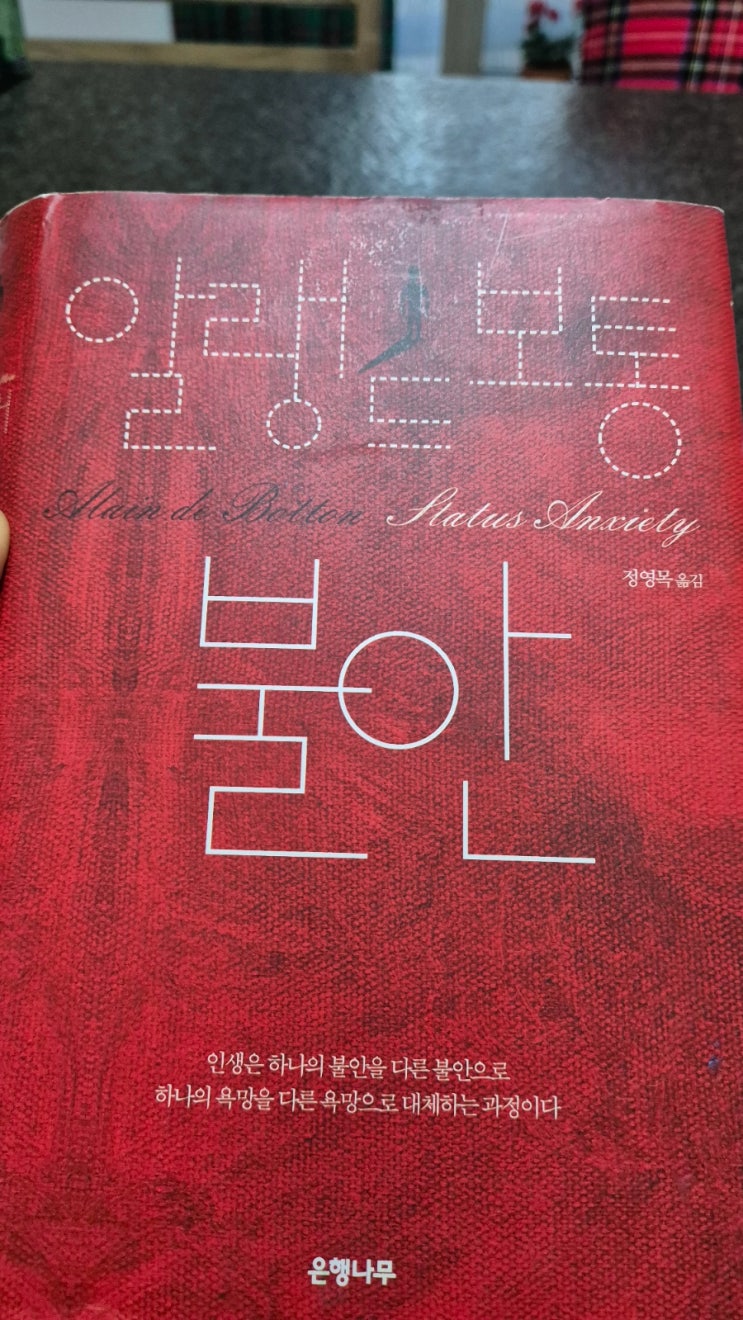 알랭 드 보통
Alain de Botton Status Anxiety
정영목 옮김
불안
인생은 하나의 불안을 다른 불안으로
하나의 욕망을 다른 욕망으로 대체하는 과정이다
은행나무